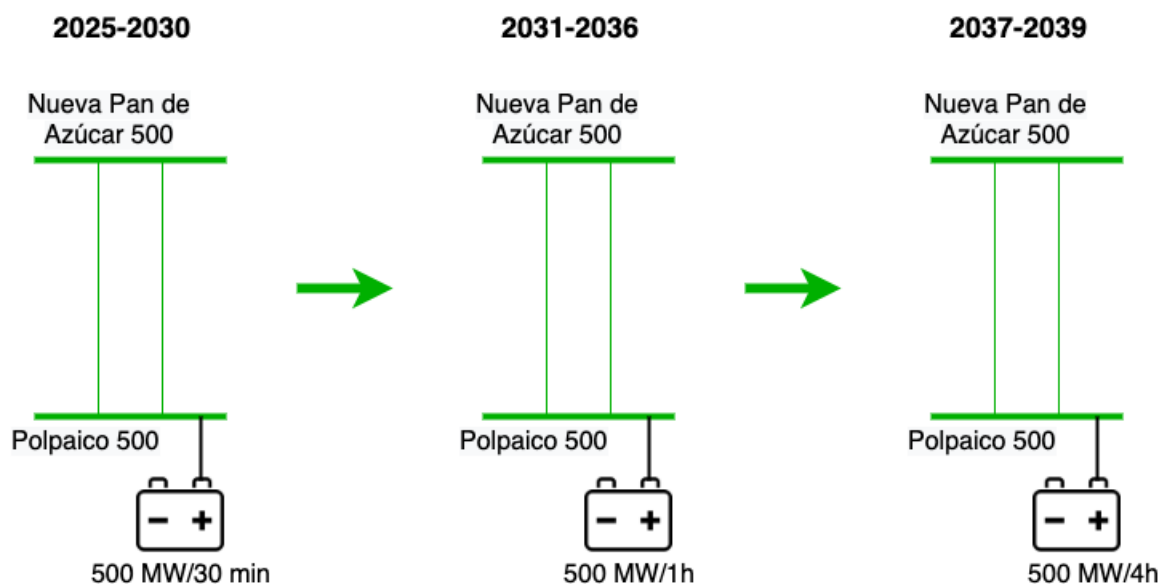 2025-2030
2031-2036
2037-2039
Nueva Pan de
Azúcar 500
Nueva Pan de
Azúcar 500
Nueva Pan de
Azúcar 500
Polpaico 500
Polpaico 500
Polpaico 500
500 MW/30 min
500 MW/1h
500 MW/4h